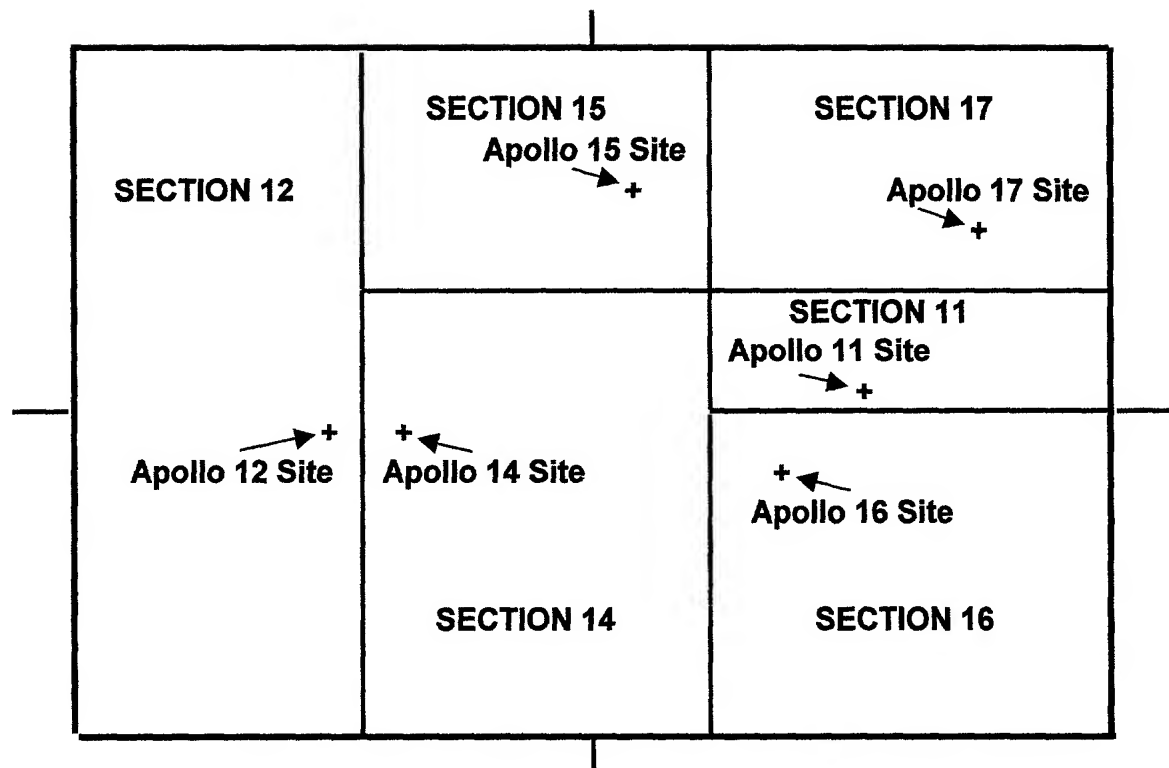 SECTION 15
Apollo 15 Site
SECTION 17
Apollo 17 Site
SECTION 12
SECTION 11
Apollo 11 Site
Apollo 12 Site
Apollo 14 Site
Apollo 16 Site
SECTION 14
SECTION 16